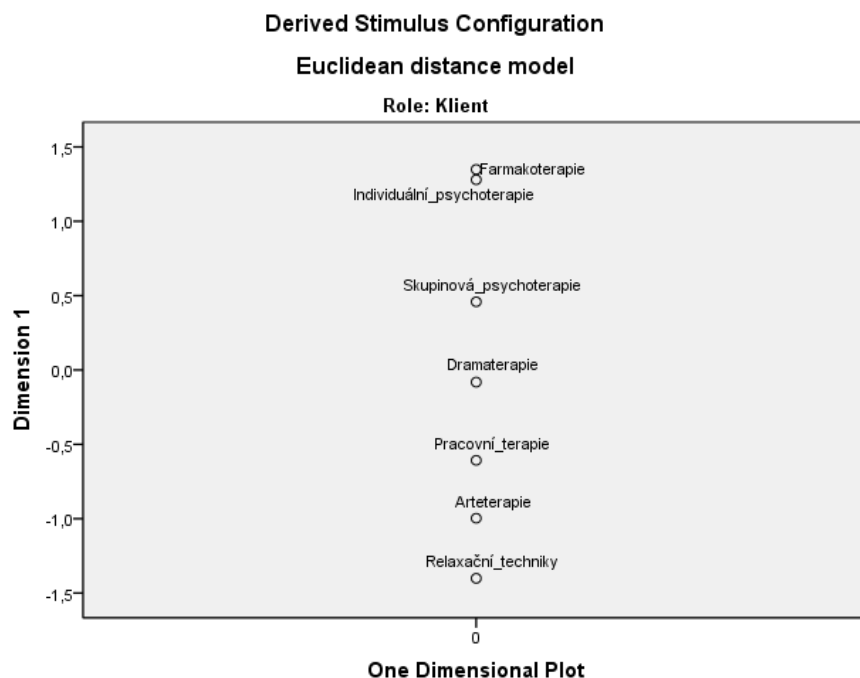 Derived Stimulus Configuration
Euclidean distance model
Role: Klient
1,5
Farmakoterapie
Individuální_psychoterapie
1,0
Skupinová_psychoterapie
0,5
Dramaterapie
0,0
Pracovní_terapie
-0,5
Arteterapie
-1,0
Relaxační_techniky
-1,5
Dimension 1
0
One Dimensional Plot